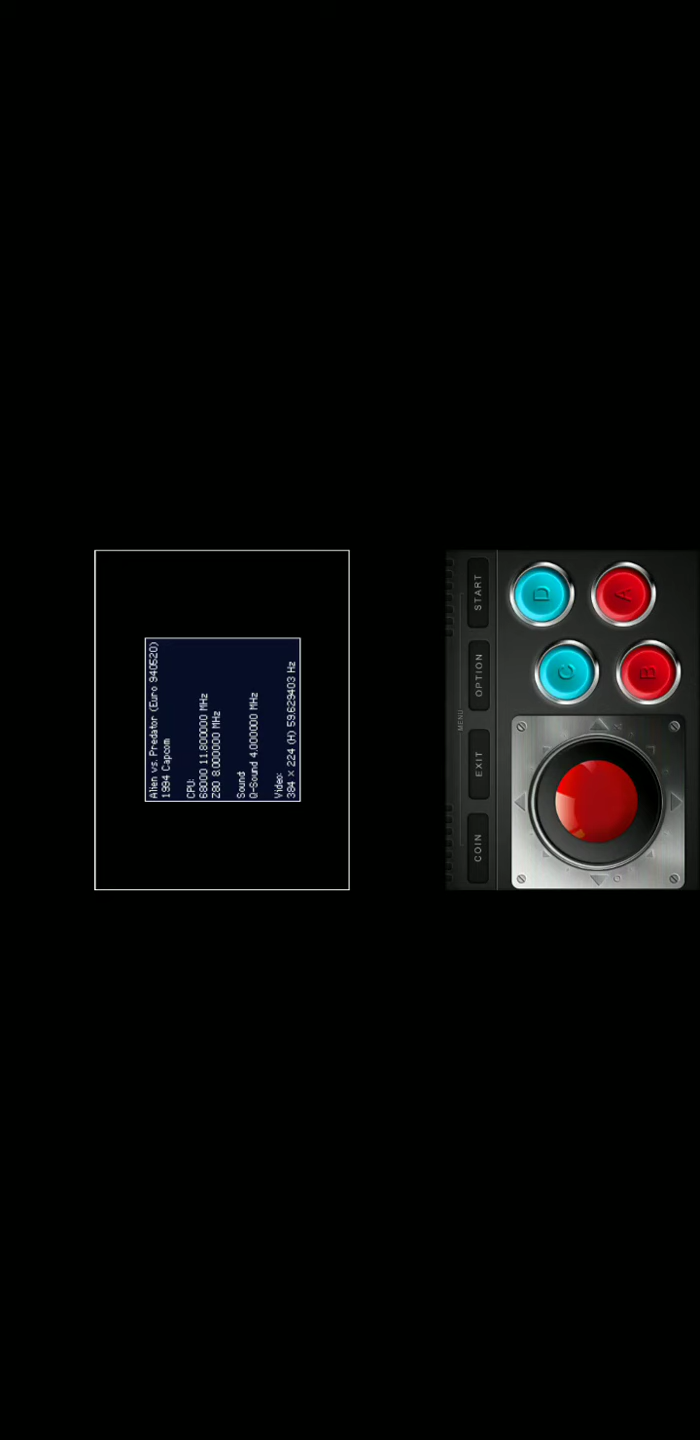 Alien vs. Predator (Euro 940520)
1994 Capcom
CPU:
68000 11.800000 MHz
Z80 8.000000 MHz
Sound:
Q-Sound 4.000000 MHz
Video:
384 x 224 (H) 59.629403 Hz
MENU
COIN
EXIT
OPTION
START
C
D
B
A